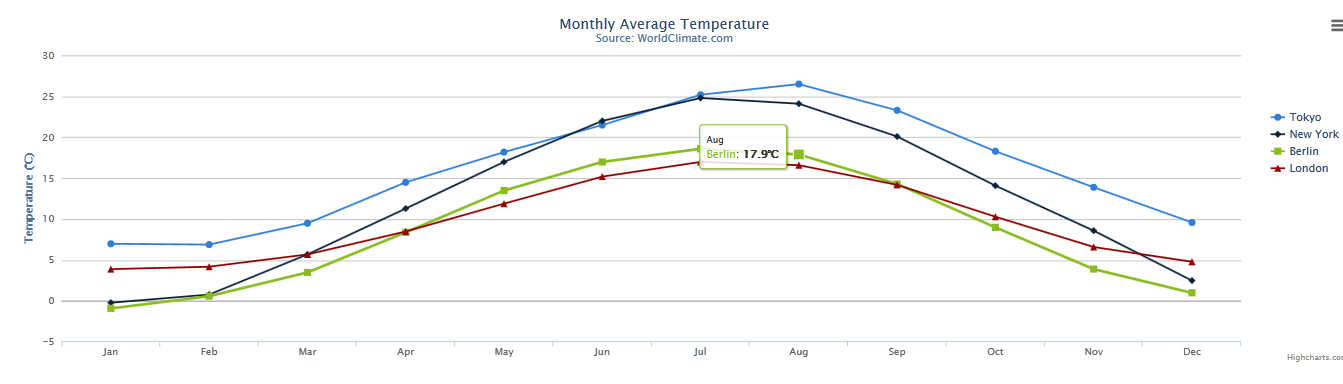 Monthly Average Temperature
Source: WorldClimate.com
Temperature (°C)
30
25
20
15
10
5
0
−5
Aug
Berlin: 17.9°C
Jan Feb Mar Apr May Jun Jul Aug Sep Oct Nov Dec
Tokyo
New York
Berlin
London
Highcharts.co